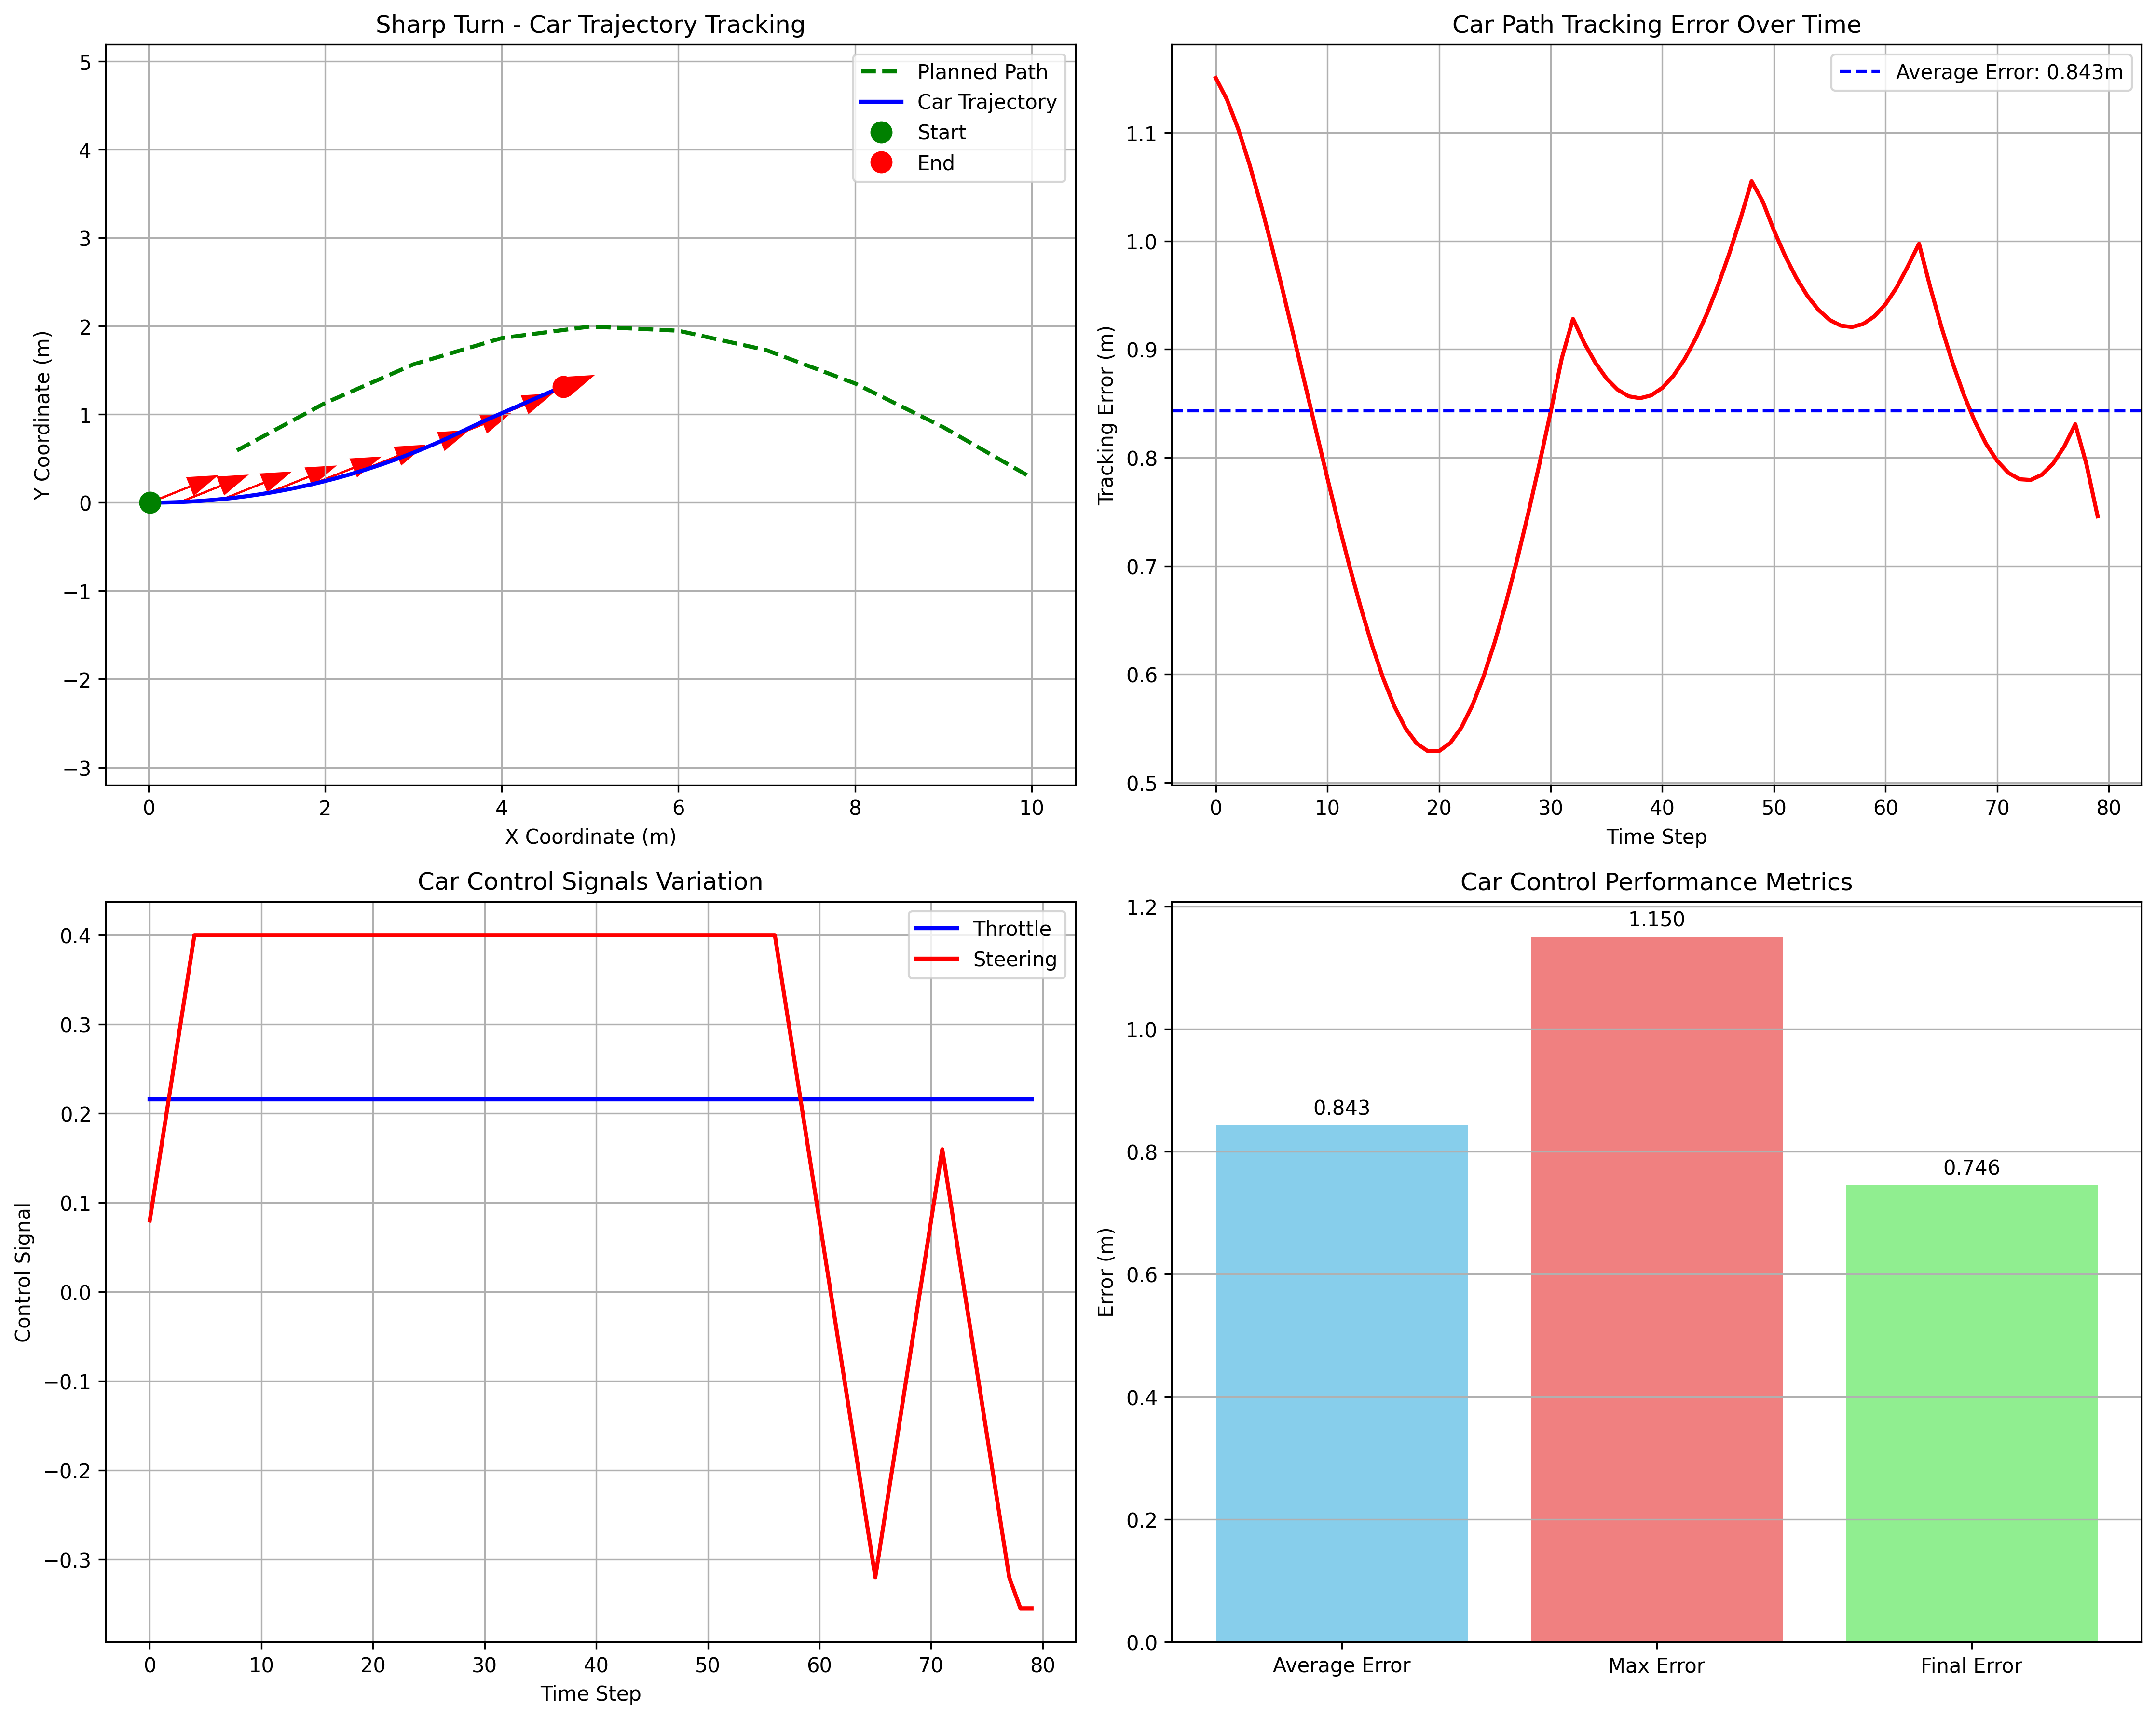 Sharp Turn - Car Trajectory Tracking
Planned Path
Car Trajectory
Start
End
5
4
3
2
1
0
−1
−2
−3
Y Coordinate (m)
0 2 4 6 8 10
X Coordinate (m)
Car Path Tracking Error Over Time
Average Error: 0.843m
1.1
1.0
0.9
0.8
0.7
0.6
0.5
Tracking Error (m)
0 10 20 30 40 50 60 70 80
Time Step
Car Control Signals Variation
Throttle
Steering
0.4
0.3
0.2
0.1
0.0
−0.1
−0.2
−0.3
Control Signal
0 10 20 30 40 50 60 70 80
Time Step
Car Control Performance Metrics
1.2
1.0
0.8
0.6
0.4
0.2
0.0
Error (m)
0.843
1.150
0.746
Average Error Max Error Final Error